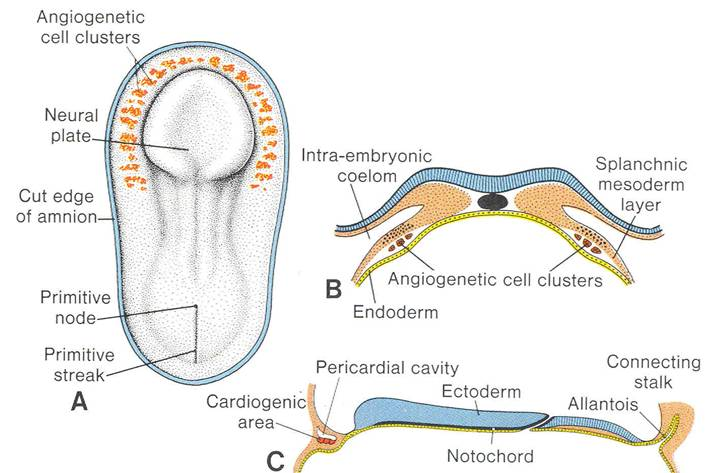 Angiogenetic
cell clusters
Neural
plate
Cut edge
of amnion
Primitive
node
Primitive
streak
A
Intra-embryonic
coelom
Splanchnic
mesoderm
layer
Angiogenetic cell clusters
B
Endoderm
Pericardial cavity
Cardiogenic
area
Ectoderm
Connecting
stalk
Allantois
Notochord
C